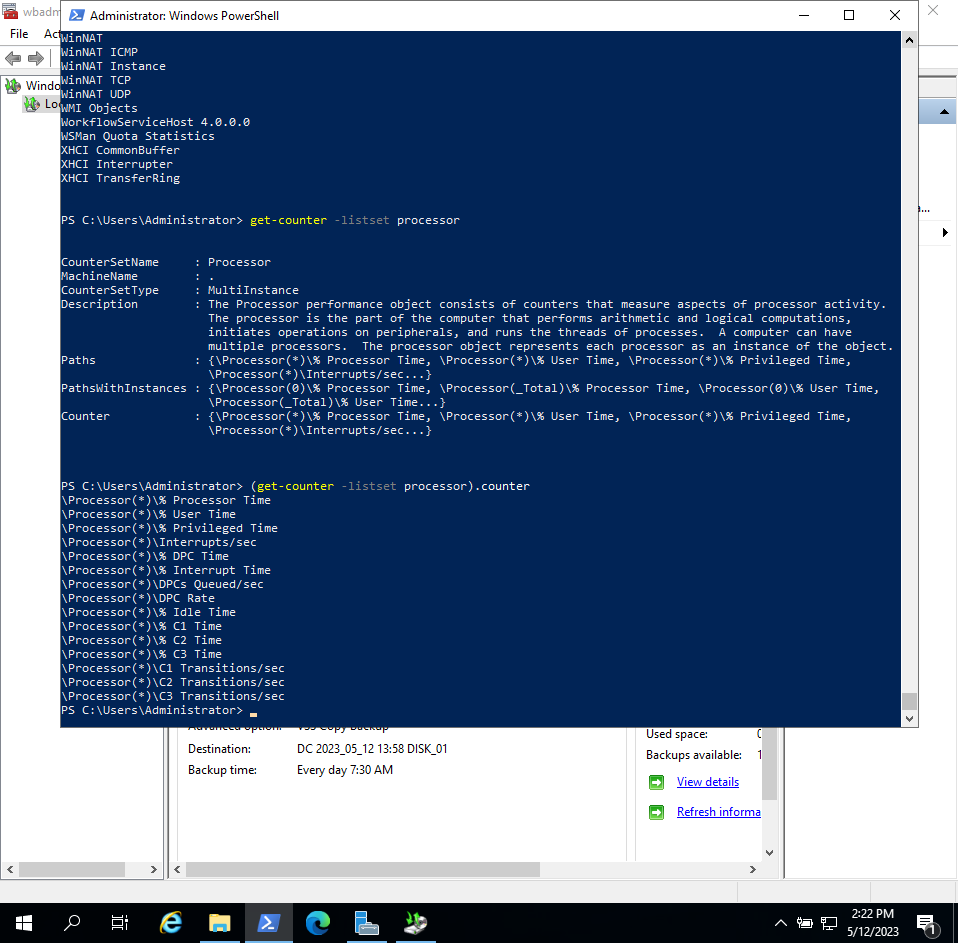 wbadm
Administrator: Windows PowerShell
File
Windo
Loc
WinNAT
WinNAT ICMP
WinNAT Instance
WinNAT TCP
WinNAT UDP
WMI Objects
WorkflowServiceHost 4.0.0.0
WSMan Quota Statistics
XHCI CommonBuffer
XHCI Interrupter
XHCI TransferRing
PS C:\Users\Administrator> get-counter -listset processor
CounterSetName : Processor
MachineName : .
CounterSetType : MultiInstance
Description : The Processor performance object consists of counters that measure aspects of processor activity.
The processor is the part of the computer that performs arithmetic and logical computations,
initiates operations on peripherals, and runs the threads of processes.  A computer can have
multiple processors.  The processor object represents each processor as an instance of the object.
Paths : {\Processor(*)\% Processor Time, \Processor(*)\% User Time, \Processor(*)\% Privileged Time,
\Processor(*)\Interrupts/sec...}
PathsWithInstances : {\Processor(0)\% Processor Time, \Processor(_Total)\% Processor Time, \Processor(0)\% User Time,
\Processor(_Total)\% User Time...}
Counter : {\Processor(*)\% Processor Time, \Processor(*)\% User Time, \Processor(*)\% Privileged Time,
\Processor(*)\Interrupts/sec...}
PS C:\Users\Administrator> (get-counter -listset processor).counter
\Processor(*)\% Processor Time
\Processor(*)\% User Time
\Processor(*)\% Privileged Time
\Processor(*)\Interrupts/sec
\Processor(*)\% DPC Time
\Processor(*)\% Interrupt Time
\Processor(*)\DPCs Queued/sec
\Processor(*)\DPC Rate
\Processor(*)\% Idle Time
\Processor(*)\% C1 Time
\Processor(*)\% C2 Time
\Processor(*)\% C3 Time
\Processor(*)\C1 Transitions/sec
\Processor(*)\C2 Transitions/sec
\Processor(*)\C3 Transitions/sec
PS C:\Users\Administrator>
a...
Advanced option: VSS Copy Backup
Destination: DC 2023_05_12 13:58 DISK_01
Backup time: Every day 7:30 AM
Used space:
Backups available: 1
View details
Refresh informa
2:22 PM
5/12/2023
1